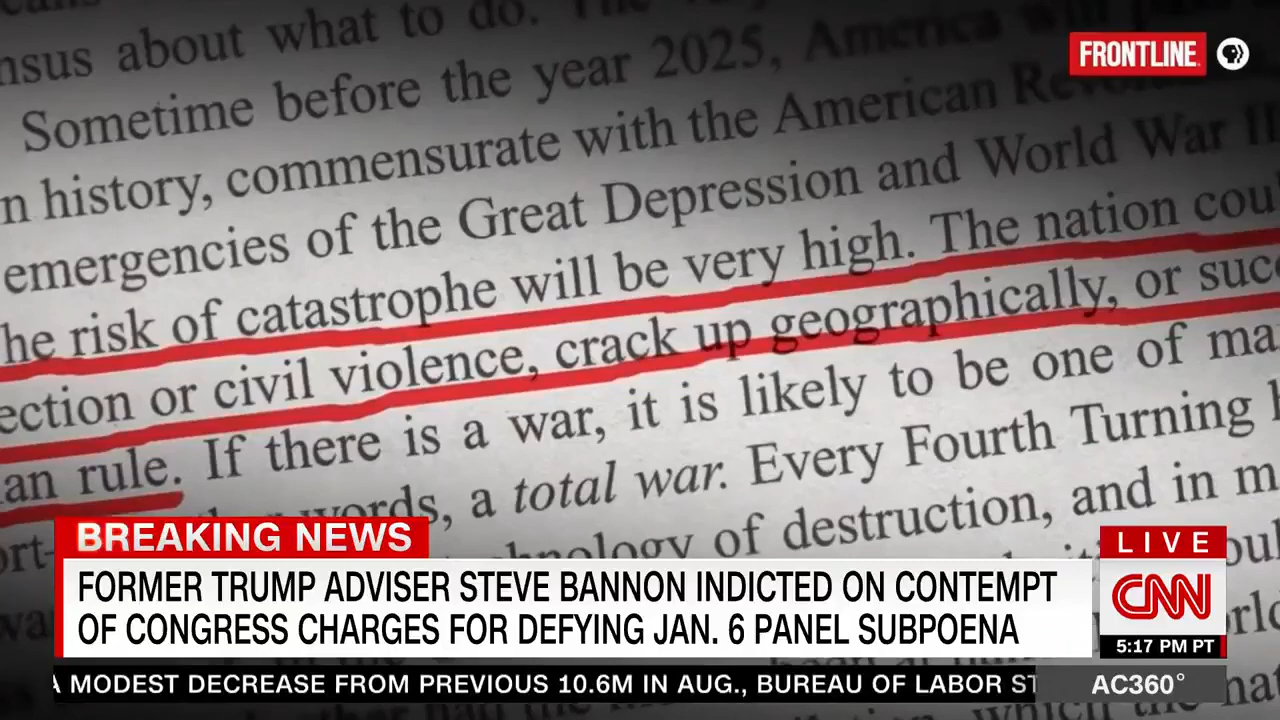 nsus about what to do.
Sometime before the year 2025, America
n history, commensurate with the American
emergencies of the Great Depression and World War II
he risk of catastrophe will be very high. The nation cou
ection or civil violence, crack up geographically, or succ
an rule. If there is a war, it is likely to be one of ma
ort- words, a total war. Every Fourth Turning
technology of destruction, and in m
FRONTLINE
PBS
BREAKING NEWS
FORMER TRUMP ADVISER STEVE BANNON INDICTED ON CONTEMPT
OF CONGRESS CHARGES FOR DEFYING JAN. 6 PANEL SUBPOENA
LIVE
CNN
5:17 PM PT
A MODEST DECREASE FROM PREVIOUS 10.6M IN AUG., BUREAU OF LABOR ST
AC360°